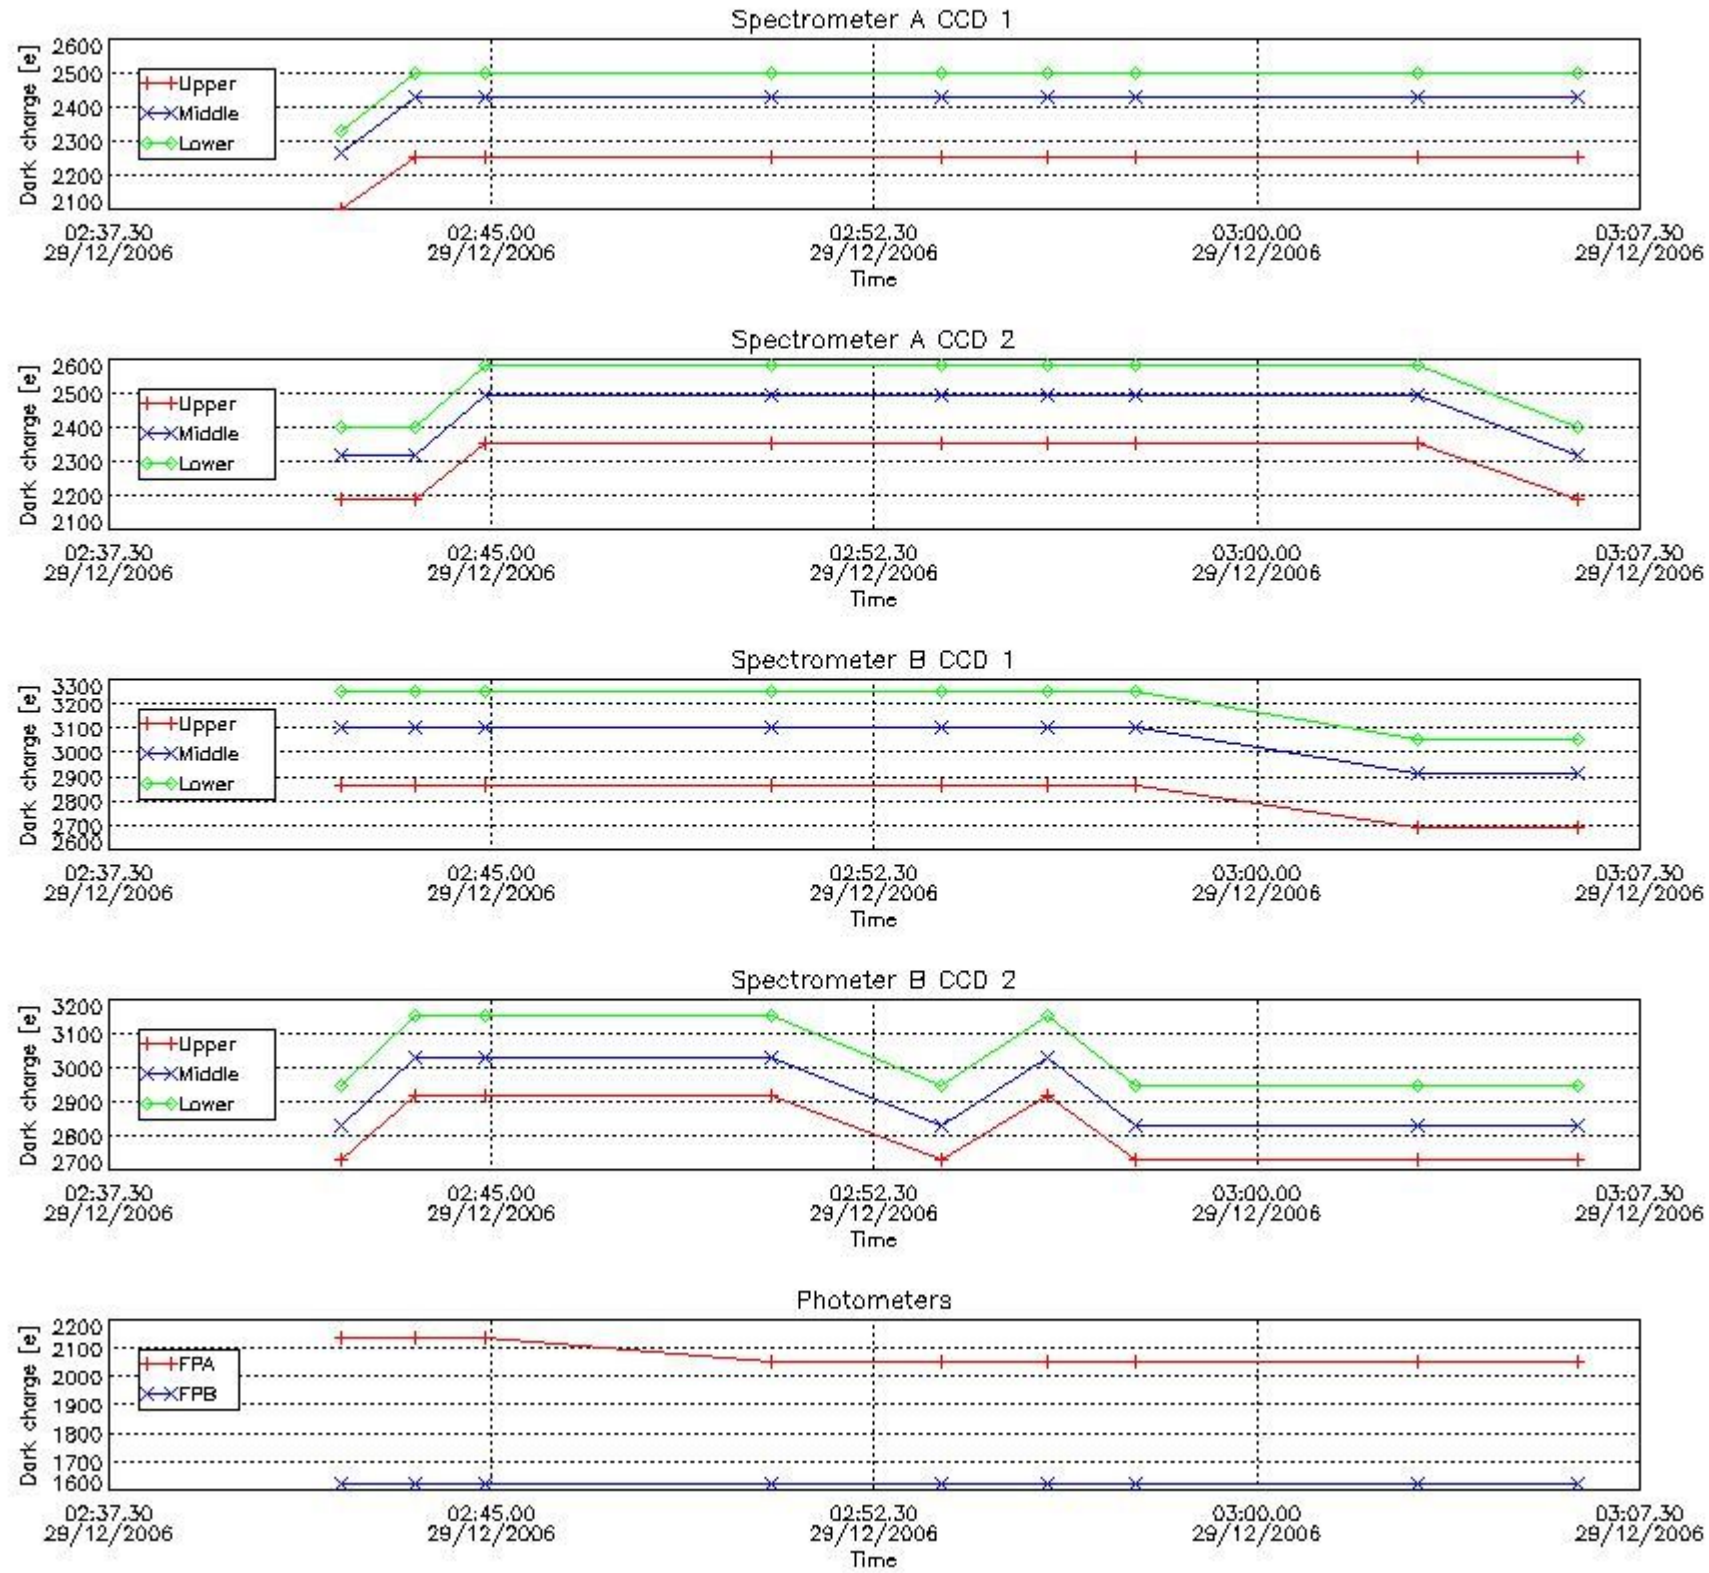 Spectrometer A CCD 1
Dark charge [e]
2600
2500
2400
2300
2200
2100
Upper
Middle
Lower
02:37.30 02:45.00 02:52.30 03:00.00 03:07.30
29/12/2006 29/12/2006 29/12/2006 29/12/2006 29/12/2006
Time
Spectrometer A CCD 2
Dark charge [e]
2600
2500
2400
2300
2200
2100
Upper
Middle
Lower
02:37.30 02:45.00 02:52.30 03:00.00 03:07.30
29/12/2006 29/12/2006 29/12/2006 29/12/2006 29/12/2006
Time
Spectrometer B CCD 1
Dark charge [e]
3300
3200
3100
3000
2900
2800
2700
2600
Upper
Middle
Lower
02:37.30 02:45.00 02:52.30 03:00.00 03:07.30
29/12/2006 29/12/2006 29/12/2006 29/12/2006 29/12/2006
Time
Spectrometer B CCD 2
Dark charge [e]
3200
3100
3000
2900
2800
2700
Upper
Middle
Lower
02:37.30 02:45.00 02:52.30 03:00.00 03:07.30
29/12/2006 29/12/2006 29/12/2006 29/12/2006 29/12/2006
Time
Photometers
Dark charge [e]
2200
2100
2000
1900
1800
1700
1600
FPA
FPB
02:37.30 02:45.00 02:52.30 03:00.00 03:07.30
29/12/2006 29/12/2006 29/12/2006 29/12/2006 29/12/2006
Time